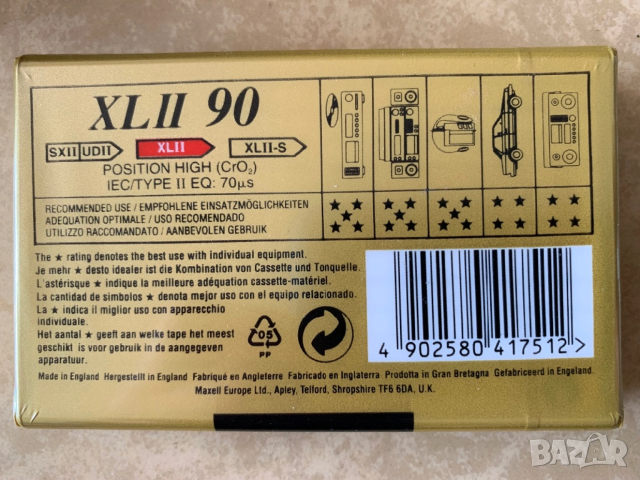 XLII 90
SXII UDII XLII XLII-S
POSITION HIGH (CrO₂)
IEC/TYPE II EQ: 70µs
RECOMMENDED USE / EMPFOHLENE EINSATZMÖGLICHKEITEN
ADEQUATION OPTIMALE / USO RECOMENDADO
UTILIZZO RACCOMANDATO / AANBEVOLEN GEBRUIK
The ★ rating denotes the best use with individual equipment.
Je mehr ★ desto idealer ist die Kombination von Cassette und Tonquelle.
L'astérisque ★ indique la meilleure adéquation cassette-matériel.
La cantidad de simbolos ★ denota mejor uso con el equipo relacionado.
La ★ indica il miglior uso con apparecchio
individuale.
Het aantal ★ geeft aan welke tape het meest
geschikt is voor gebruik in de aangegeven
apparatuur.
05
PP
4 902580 417512
Made in England Hergestellt in England Fabriqué en Angleterre Fabricado en Inglaterra Prodotta in Gran Bretagna Gefabriceerd in Engeland.
Maxell Europe Ltd., Apley, Telford, Shropshire TF6 6DA, U.K.
BAZAR